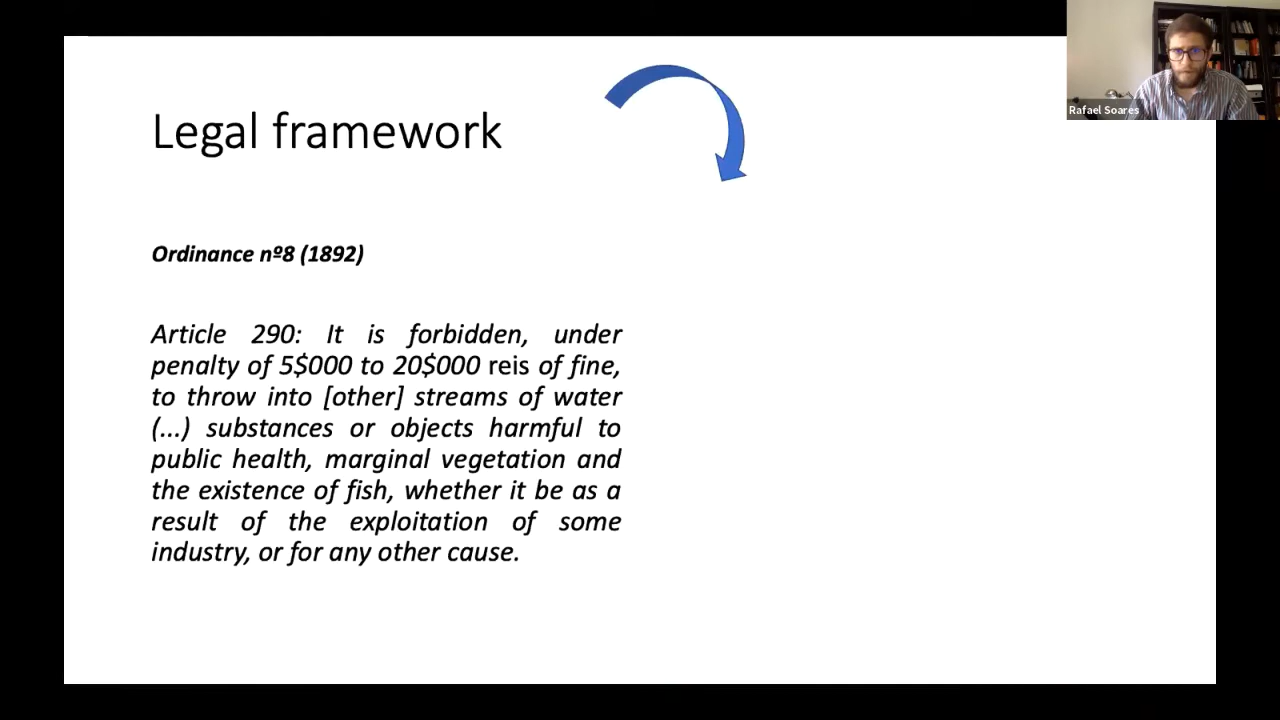 Rafael Soares
Legal framework
Ordinance nº8 (1892)
Article 290: It is forbidden, under
penalty of 5$000 to 20$000 reis of fine,
to throw into [other] streams of water
(...) substances or objects harmful to
public health, marginal vegetation and
the existence of fish, whether it be as a
result of the exploitation of some
industry, or for any other cause.